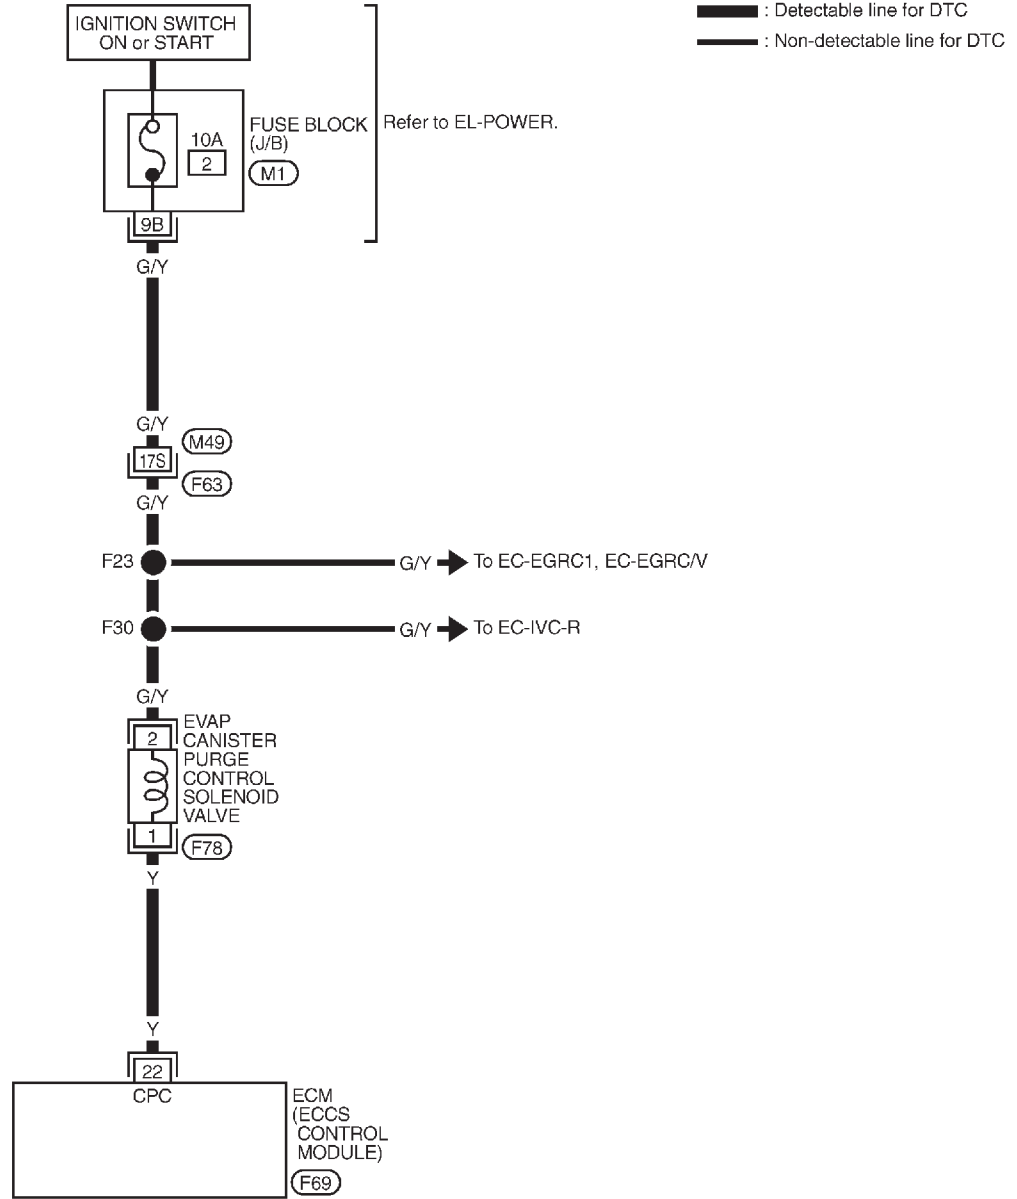 IGNITION SWITCH
ON or START
: Detectable line for DTC
: Non-detectable line for DTC
10A
2
FUSE BLOCK
(J/B)
M1
Refer to EL-POWER.
9B
G/Y
G/Y
M49
17S
F63
G/Y
F23
G/Y
To EC-EGRC1, EC-EGRC/V
F30
G/Y
To EC-IVC-R
G/Y
2
EVAP
CANISTER
PURGE
CONTROL
SOLENOID
VALVE
1
F78
Y
Y
22
CPC
ECM
(ECCS
CONTROL
MODULE)
F69